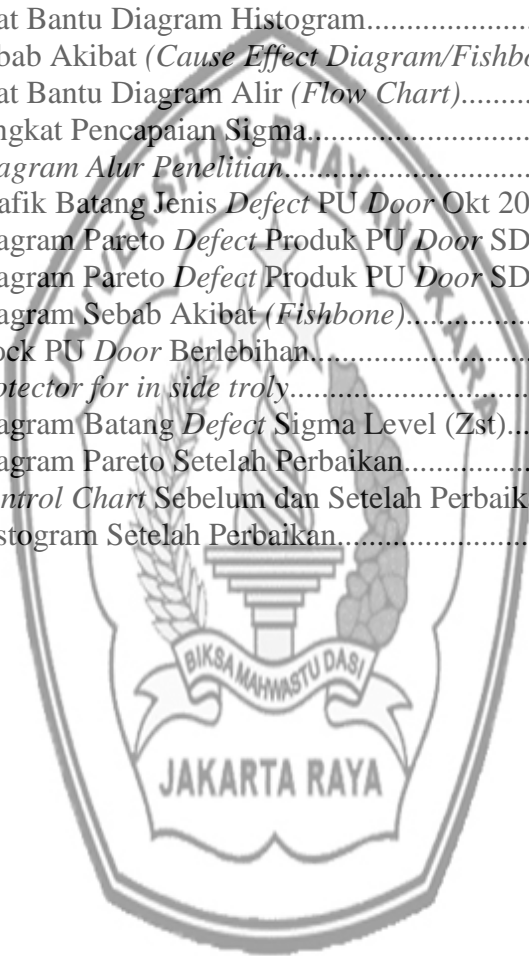 at Bantu Diagram Histogram.....................
bab Akibat (Cause Effect Diagram/Fishbo
at Bantu Diagram Alir (Flow Chart)..........
ngkat Pencapaian Sigma............................
agram Alur Penelitian...............................
afik Batang Jenis Defect PU Door Okt 20
agram Pareto Defect Produk PU Door SD
agram Pareto Defect Produk PU Door SD
agram Sebab Akibat (Fishbone).................
ock PU Door Berlebihan............................
otector for in side troly..............................
agram Batang Defect Sigma Level (Zst)....
agram Pareto Setelah Perbaikan.................
ntrol Chart Sebelum dan Setelah Perbaik
stogram Setelah Perbaikan........................
UNIVERSITAS BHAYANGKARA
BIKSA MAHWASTU DASI
JAKARTA RAYA